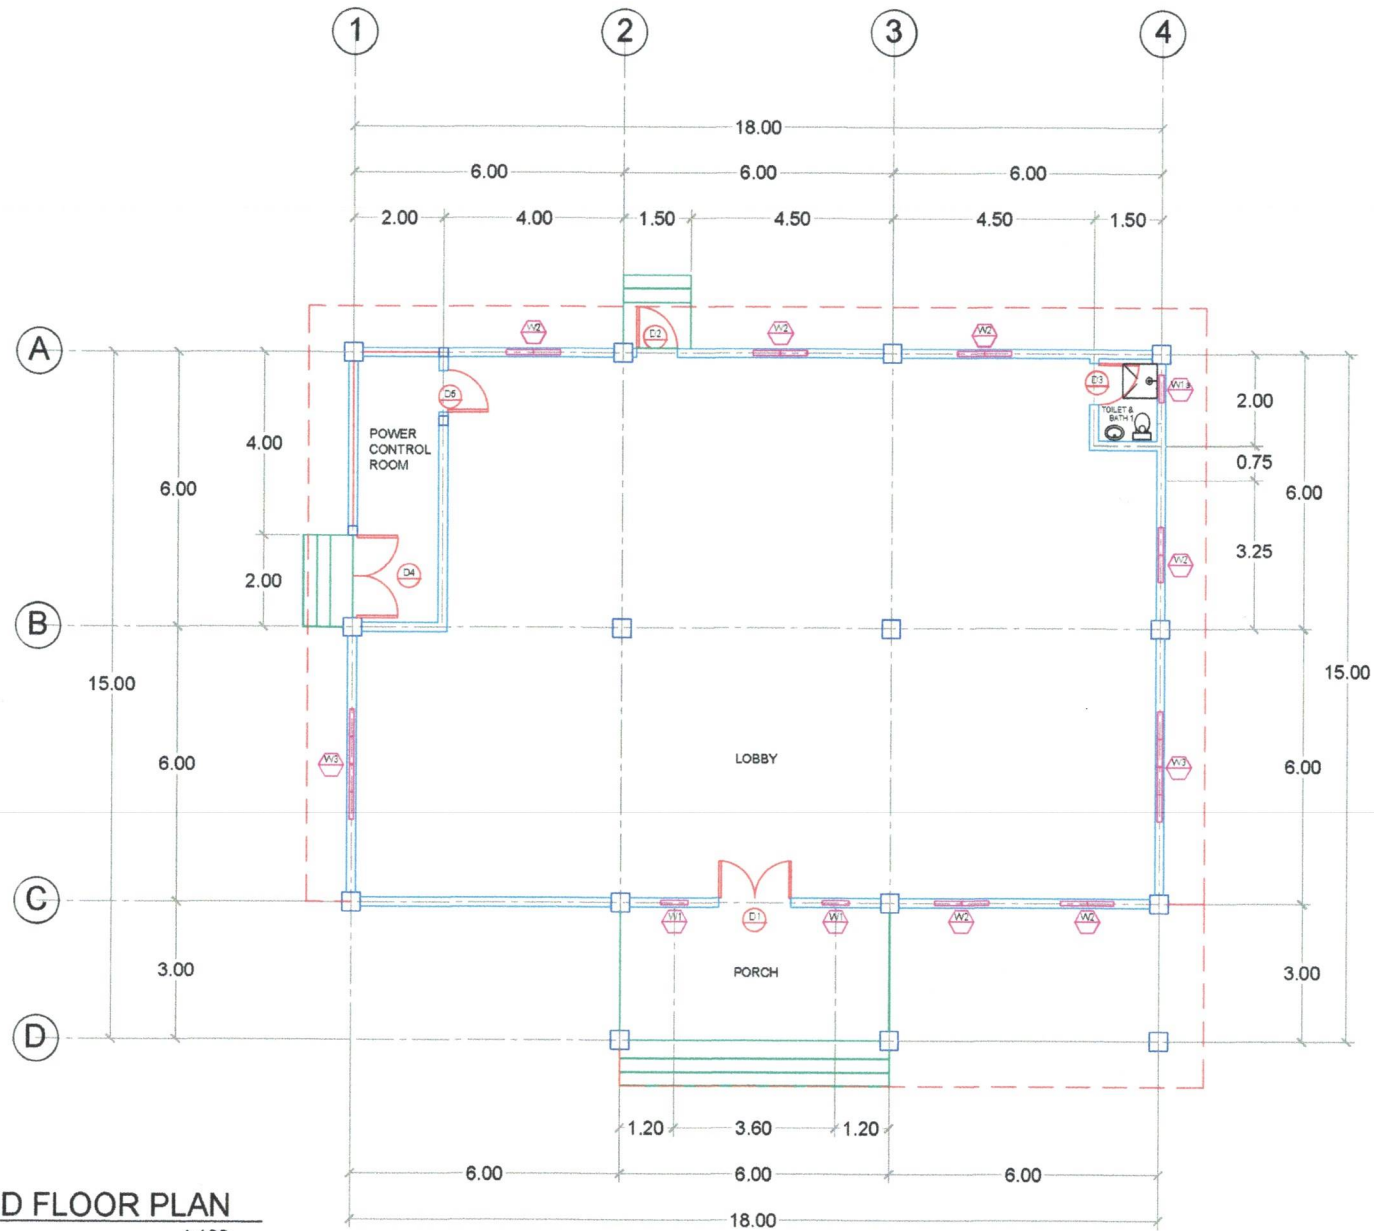 1 2 3 4
18.00
6.00 6.00 6.00
2.00 4.00 1.50 4.50 4.50 1.50
A
W2 D2 W2 W2
D5 D3 W1a
2.00
TOILET &
BATH 1
POWER
CONTROL
ROOM
4.00
0.75
6.00 6.00
3.25
W2
2.00 D4
B
15.00 15.00
LOBBY
6.00 W3 W3 6.00
C
W1 D1 W1 W2 W2
PORCH
3.00 3.00
D
1.20 3.60 1.20
6.00 6.00 6.00
D FLOOR PLAN
18.00